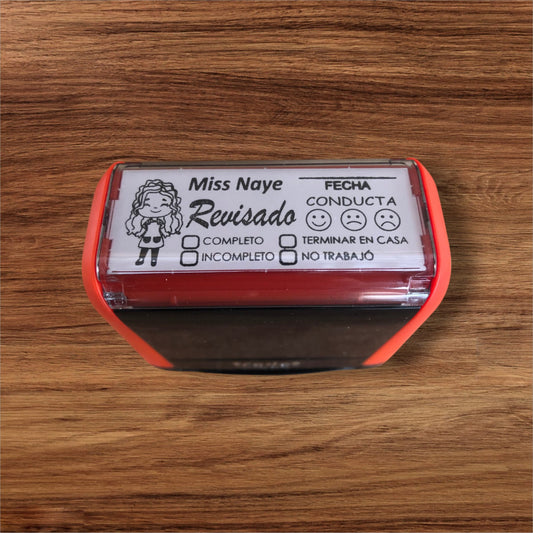 Miss Naye
FECHA
Revisado
CONDUCTA
COMPLETO
TERMINAR EN CASA
INCOMPLETO
NO TRABAJÓ